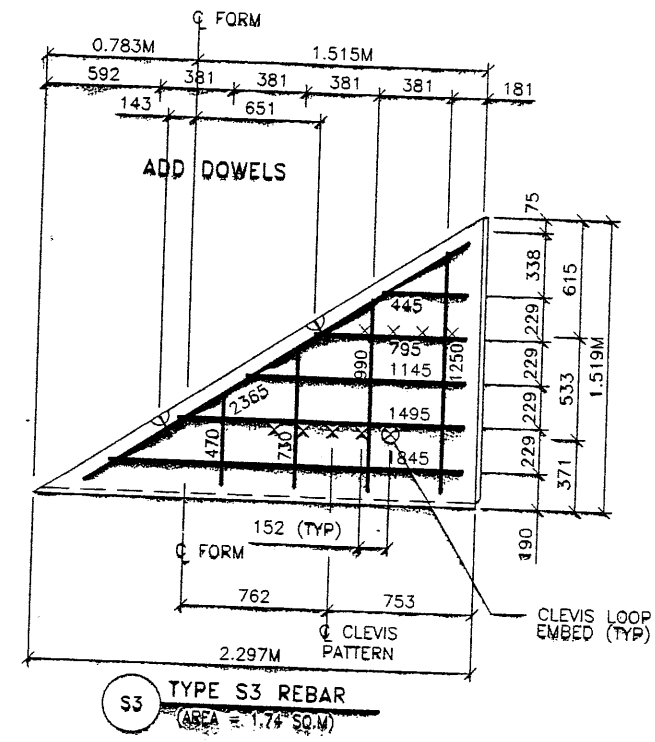 ℄ FORM
0.783M 1.515M
592 381 381 381 381 181
143 651
ADD DOWELS
75
338
615
445
229
795
990
1250
229
1.519M
1145
533
2365
229
1495
470
730
229
845
371
152 (TYP)
190
℄ FORM
762 753
CLEVIS LOOP
EMBED (TYP)
℄ CLEVIS
PATTERN
2.297M
S3
TYPE S3 REBAR
(AREA = 1.74 SQ.M)